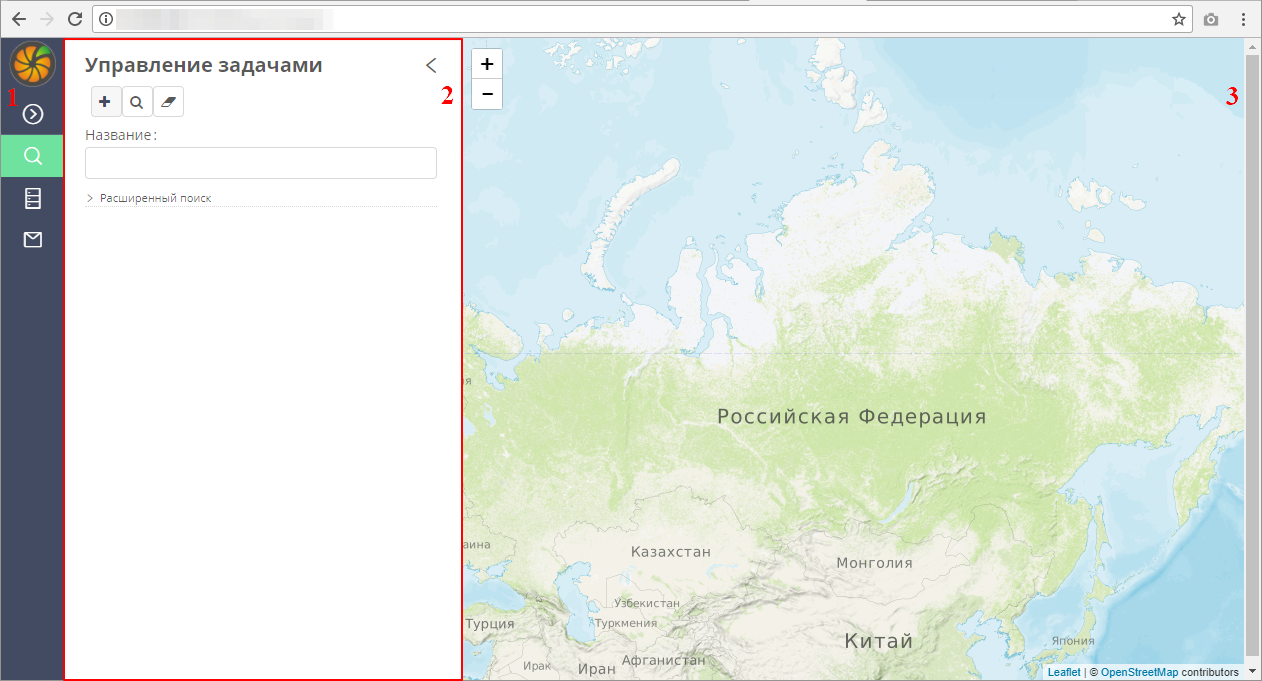 1
Управление задачами
2
Название:
Расширенный поиск
+
−
3
Российская Федерация
Казахстан
Монголия
Узбекистан
Туркмения
Турция
Китай
Япония
Ирак
Иран
Афганистан
аина
я
Leaflet | © OpenStreetMap contributors